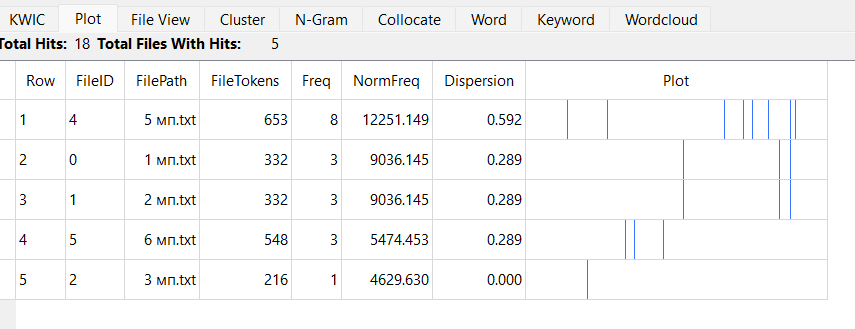 KWIC Plot File View Cluster N-Gram Collocate Word Keyword Wordcloud
Total Hits: 18 Total Files With Hits: 5
Row FileID FilePath FileTokens Freq NormFreq Dispersion Plot
1 4 5 мп.txt 653 8 12251.149 0.592
2 0 1 мп.txt 332 3 9036.145 0.289
3 1 2 мп.txt 332 3 9036.145 0.289
4 5 6 мп.txt 548 3 5474.453 0.289
5 2 3 мп.txt 216 1 4629.630 0.000